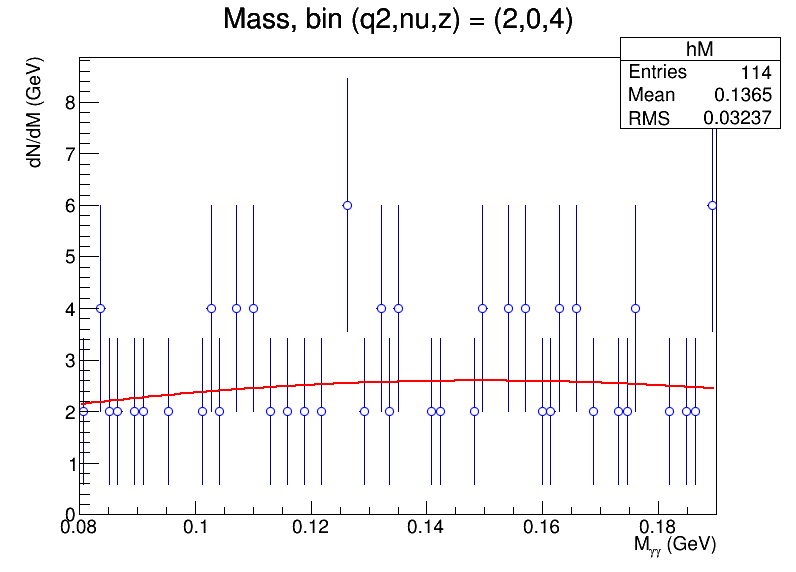 Mass, bin (q2,nu,z) = (2,0,4)
hM
Entries 114
Mean 0.1365
RMS 0.03237
dN/dM (GeV)
8
7
6
5
4
3
2
1
0
0.08 0.1 0.12 0.14 0.16 0.18
Mγγ (GeV)